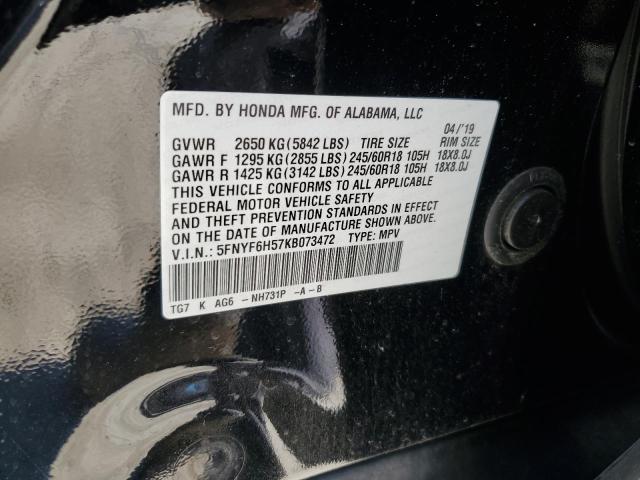 MFD. BY HONDA MFG. OF ALABAMA, LLC
04/'19
GVWR 2650 KG(5842 LBS) TIRE SIZE RIM SIZE
GAWR F 1295 KG(2855 LBS) 245/60R18 105H 18X8.0J
GAWR R 1425 KG(3142 LBS) 245/60R18 105H 18X8.0J
THIS VEHICLE CONFORMS TO ALL APPLICABLE
FEDERAL MOTOR VEHICLE SAFETY
AND THEFT PREVENTION STANDARDS IN EFFECT
ON THE DATE OF MANUFACTURE SHOWN ABOVE.
V.I.N.: 5FNYF6H57KB073472 TYPE: MPV
TG7 K AG6 -NH731P -A-B